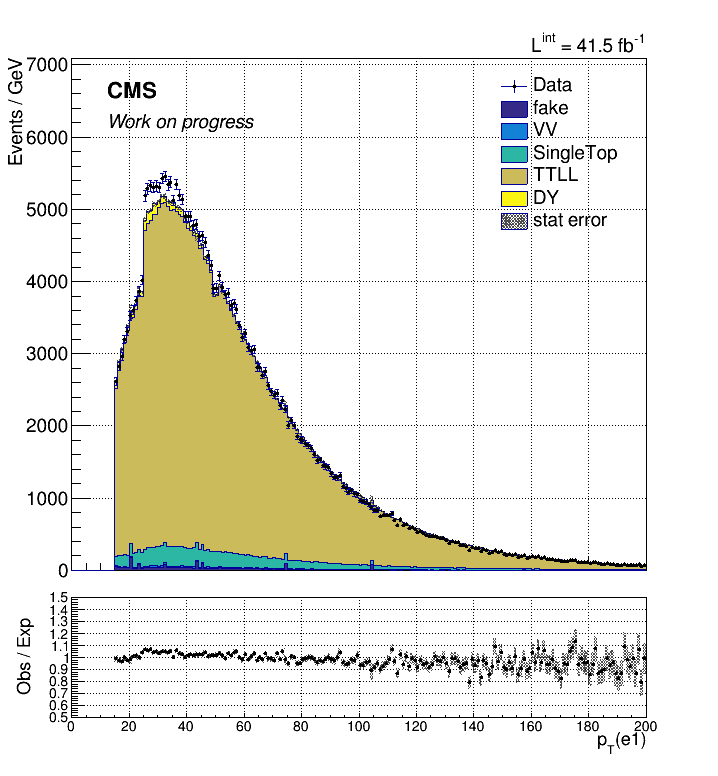 L^int = 41.5 fb^-1
Events / GeV
7000
6000
5000
4000
3000
2000
1000
0
CMS
Work on progress
Data
fake
VV
SingleTop
TTLL
DY
stat error
Obs / Exp
1.5
1.4
1.3
1.2
1.1
1
0.9
0.8
0.7
0.6
0.5
0 20 40 60 80 100 120 140 160 180 200
p_T(e1)